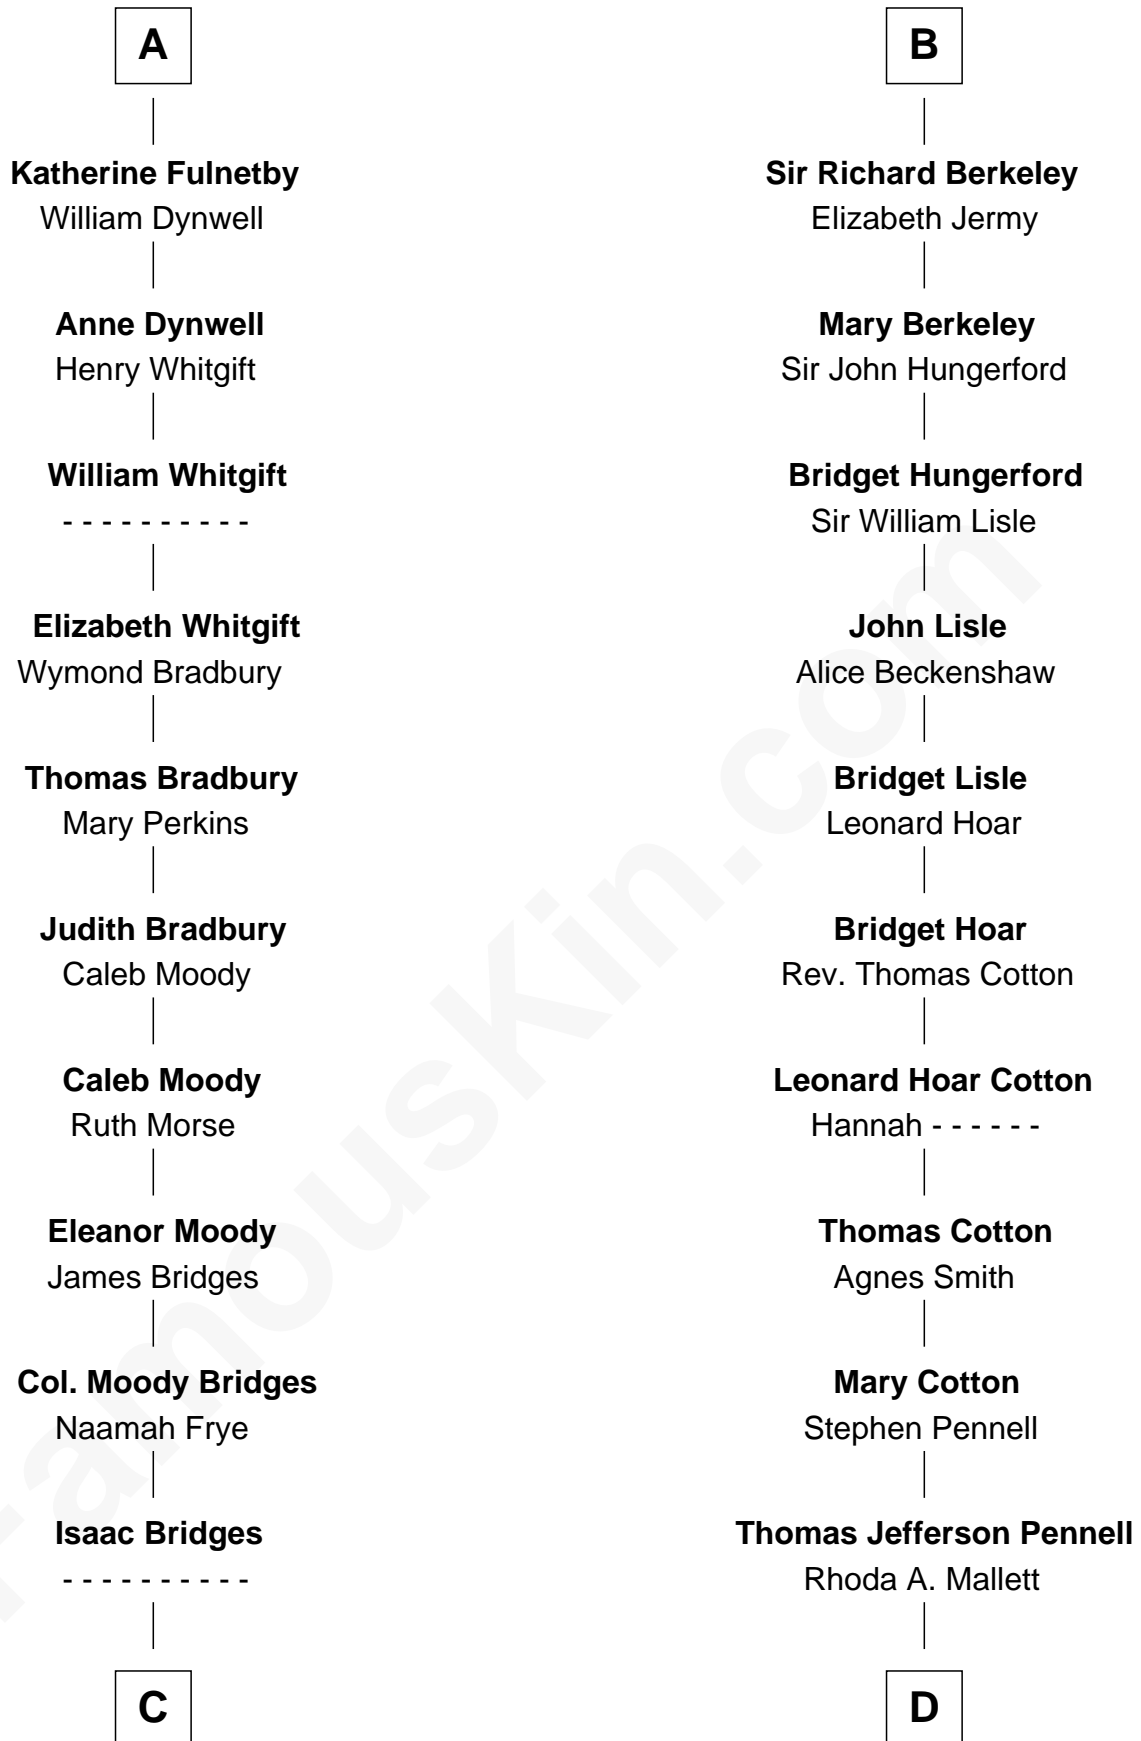 A
Katherine Fulnetby
William Dynwell
Anne Dynwell
Henry Whitgift
William Whitgift
- - - - - - - - - -
Elizabeth Whitgift
Wymond Bradbury
Thomas Bradbury
Mary Perkins
Judith Bradbury
Caleb Moody
Caleb Moody
Ruth Morse
Eleanor Moody
James Bridges
Col. Moody Bridges
Naamah Frye
Isaac Bridges
- - - - - - - - - -
C
B
Sir Richard Berkeley
Elizabeth Jermy
Mary Berkeley
Sir John Hungerford
Bridget Hungerford
Sir William Lisle
John Lisle
Alice Beckenshaw
Bridget Lisle
Leonard Hoar
Bridget Hoar
Rev. Thomas Cotton
Leonard Hoar Cotton
Hannah - - - - - -
Thomas Cotton
Agnes Smith
Mary Cotton
Stephen Pennell
Thomas Jefferson Pennell
Rhoda A. Mallett
D
FamousKin.com